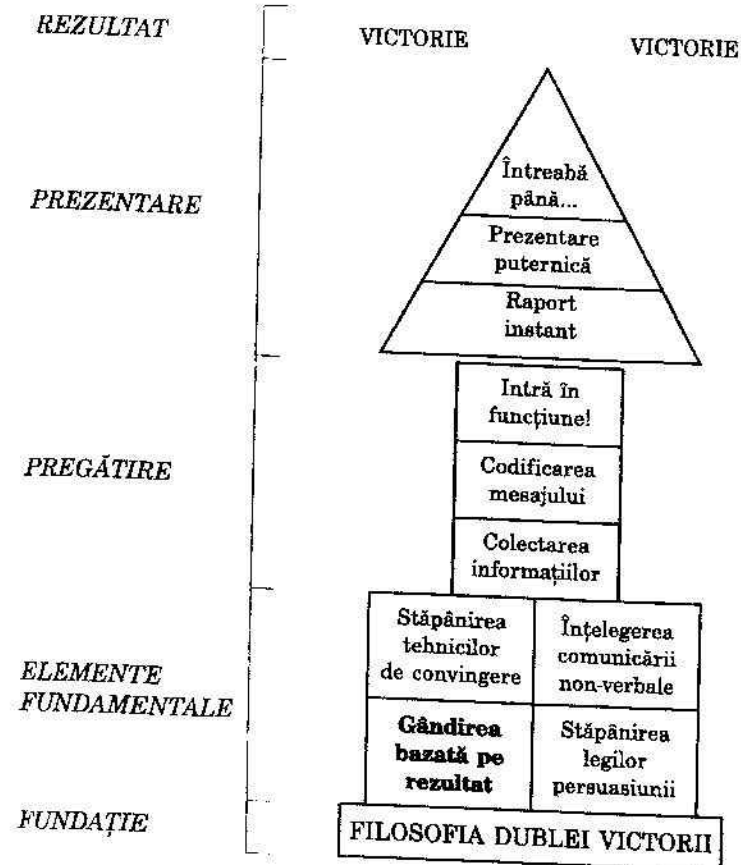 REZULTAT
VICTORIE
VICTORIE
PREZENTARE
Întreabă
până...
Prezentare
puternică
Raport
instant
PREGĂTIRE
Intră în
funcțiune!
Codificarea
mesajului
Colectarea
informațiilor
ELEMENTE
FUNDAMENTALE
Stăpânirea
tehnicilor
de convingere
Înțelegerea
comunicării
non-verbale
Gândirea
bazată pe
rezultat
Stăpânirea
legilor
persuasiunii
FUNDAȚIE
FILOSOFIA DUBLEI VICTORII